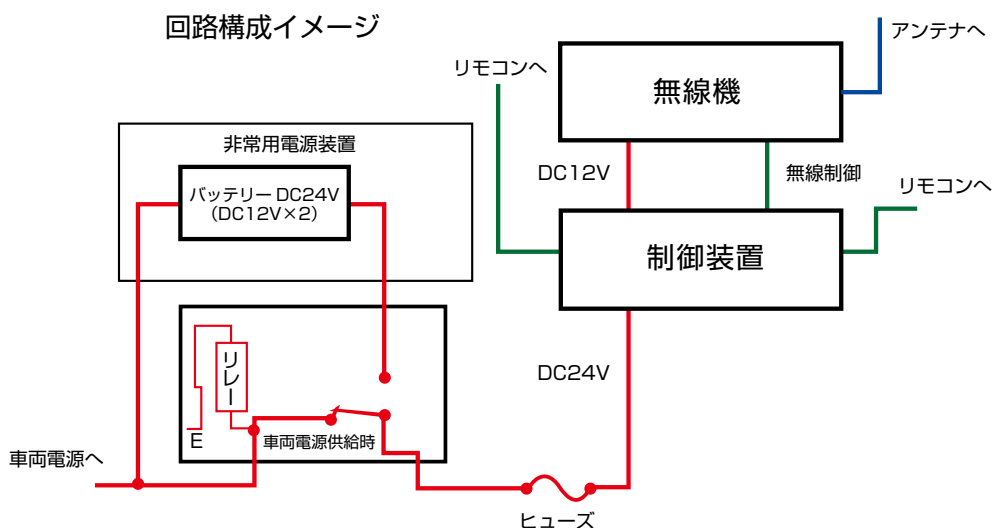 回路構成イメージ
アンテナへ
リモコンへ
無線機
非常用電源装置
DC12V
無線制御
バッテリー DC24V
（DC12V×2）
リモコンへ
制御装置
リレー
DC24V
E
車両電源供給時
車両電源へ
ヒューズ